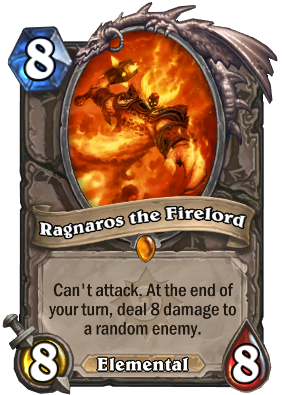 8
Ragnaros the Firelord
Can't attack. At the end of
your turn, deal 8 damage to
a random enemy.
8
Elemental
8